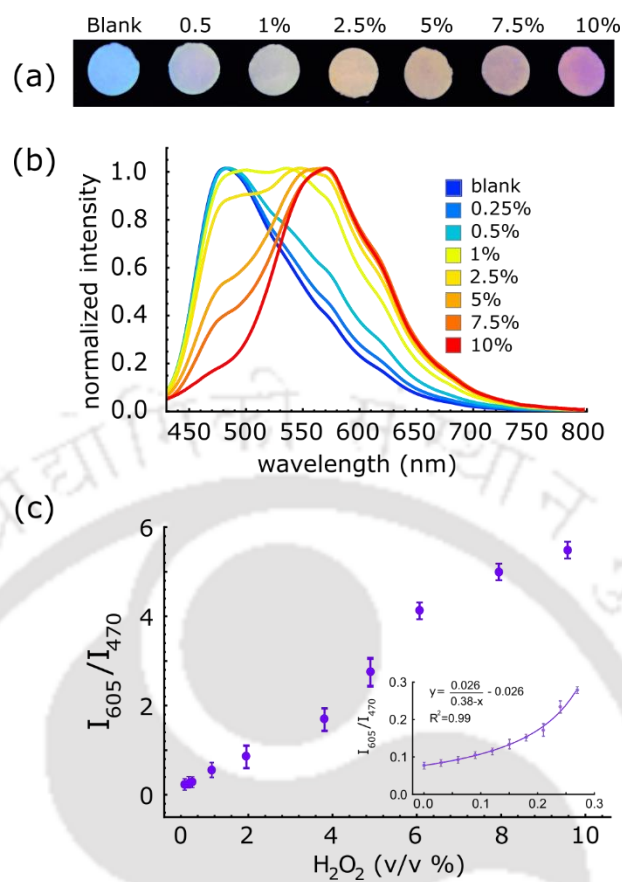 Blank 0.5 1% 2.5% 5% 7.5% 10%
(a)
(b)
normalized intensity
1.0
0.8
0.6
0.4
0.2
0.0
blank
0.25%
0.5%
1%
2.5%
5%
7.5%
10%
450 500 550 600 650 700 750 800
wavelength (nm)
(c)
I₆₀₅/I₄₇₀
6
4
2
0
0 2 4 6 8 10
H₂O₂ (v/v %)
I₆₀₅/I₄₇₀
0.3
0.2
0.1
0.0
y= 0.026/0.38-x - 0.026
R²=0.99
0.0 0.1 0.2 0.3